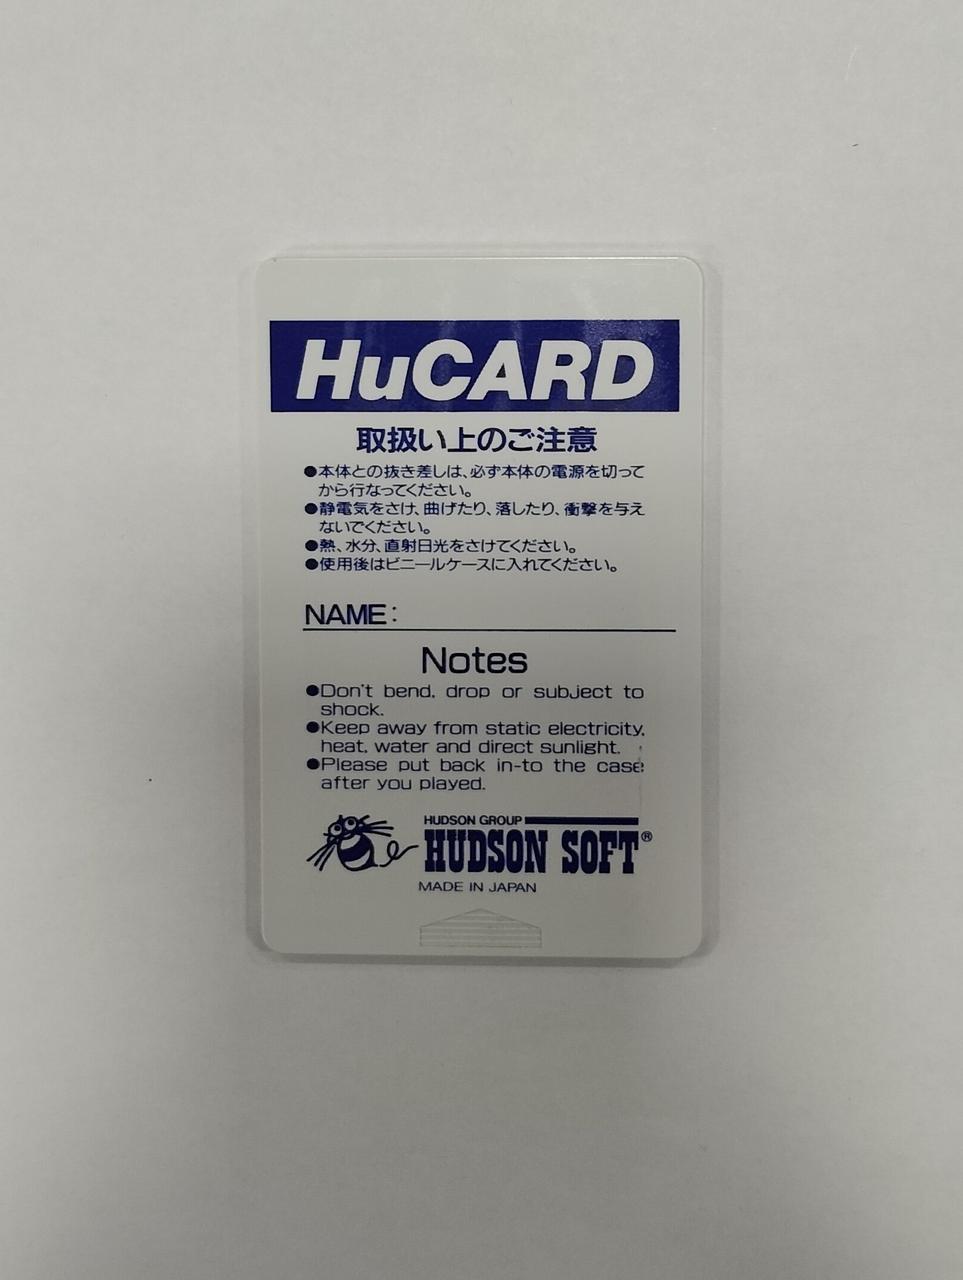 HuCARD
取扱い上のご注意
●本体との抜き差しは、必ず本体の電源を切って
から行なってください。
●静電気をさけ、曲げたり、落したり、衝撃を与え
ないでください。
●熱、水分、直射日光をさけてください。
●使用後はビニールケースに入れてください。
NAME:
Notes
●Don't bend, drop or subject to
shock.
●Keep away from static electricity,
heat, water and direct sunlight.
●Please put back in-to the case
after you played.
HUDSON GROUP
HUDSON SOFT®
MADE IN JAPAN